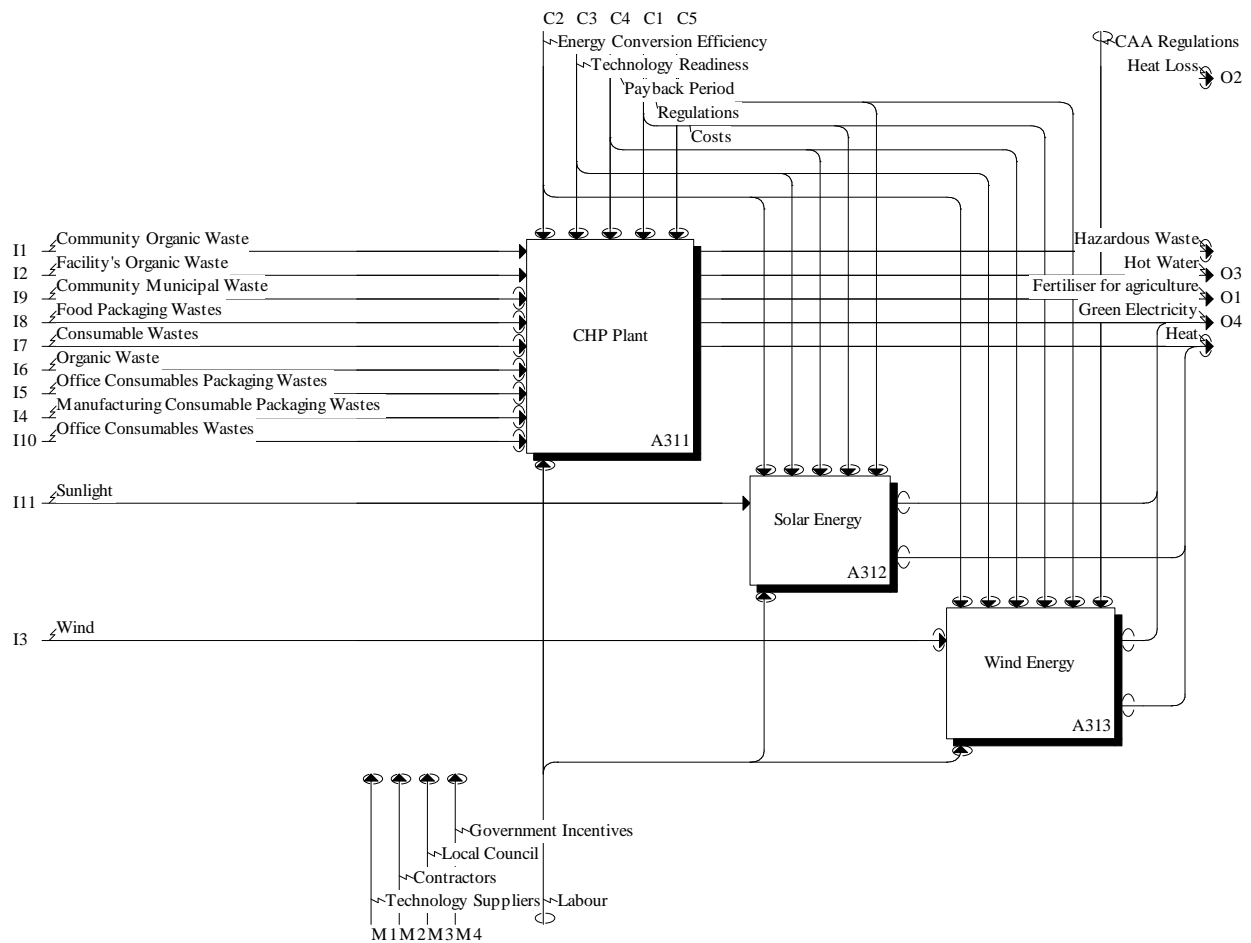 C2 C3 C4 C1 C5
Energy Conversion Efficiency
CAA Regulations
Technology Readiness
Heat Loss
O2
Payback Period
Regulations
Costs
I1 Community Organic Waste
Hazardous Waste
I2 Facility's Organic Waste
Hot Water O3
I9 Community Municipal Waste
Fertiliser for agriculture O1
I8 Food Packaging Wastes
Green Electricity O4
I7 Consumable Wastes
CHP Plant
Heat
I6 Organic Waste
I5 Office Consumables Packaging Wastes
I4 Manufacturing Consumable Packaging Wastes
I10 Office Consumables Wastes
A311
I11 Sunlight
Solar Energy
A312
I3 Wind
Wind Energy
A313
Government Incentives
Local Council
Contractors
Technology Suppliers
Labour
M1 M2 M3 M4